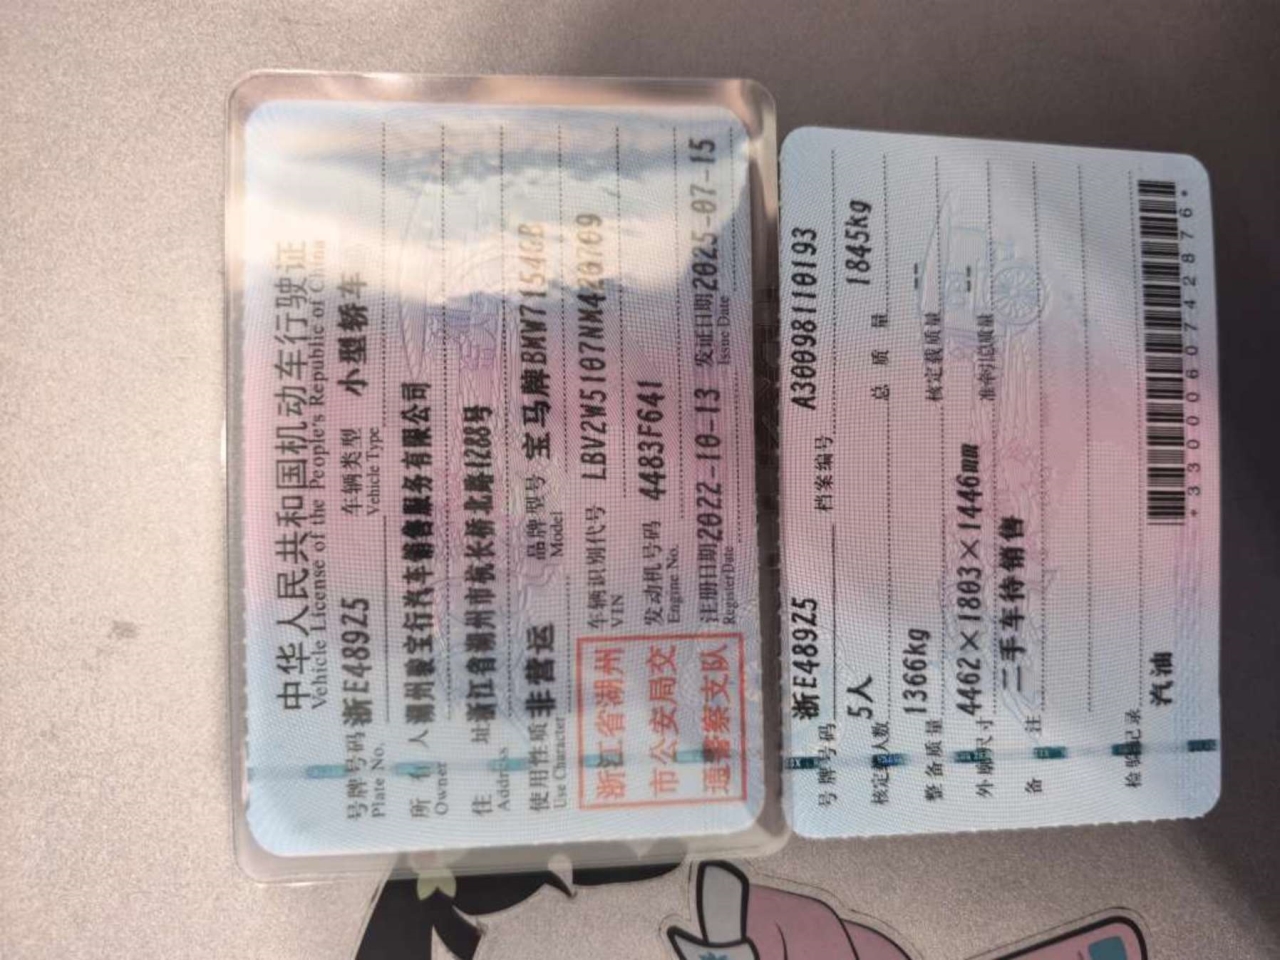 中华人民共和国机动车行驶证
Vehicle License of the People's Republic of China
号牌号码 浙E489Z5 车辆类型 小型轿车
Plate No. Vehicle Type
所有人 湖州骏宝行汽车销售服务有限公司
Owner
住址 浙江省湖州市杭长桥北路1288号
Address
使用性质 非营运 品牌型号 宝马牌BMW7154GB
Use Character Model
浙江省湖州
市公安局交
通警察支队
车辆识别代号 LBV2W5107NM420709
VIN
发动机号码 4483F641
Engine No.
注册日期 2022-10-13 发证日期 2025-07-15
Register Date Issue Date
号牌号码 浙E489Z5 档案编号 A30098110193
核定载人数 5人 总质量 1845kg
整备质量 1366kg 核定载质量 --
外廓尺寸 4462×1803×1446mm 准牵引总质量 --
备注 二手车待销售
检验记录 汽油
*3300060742876*